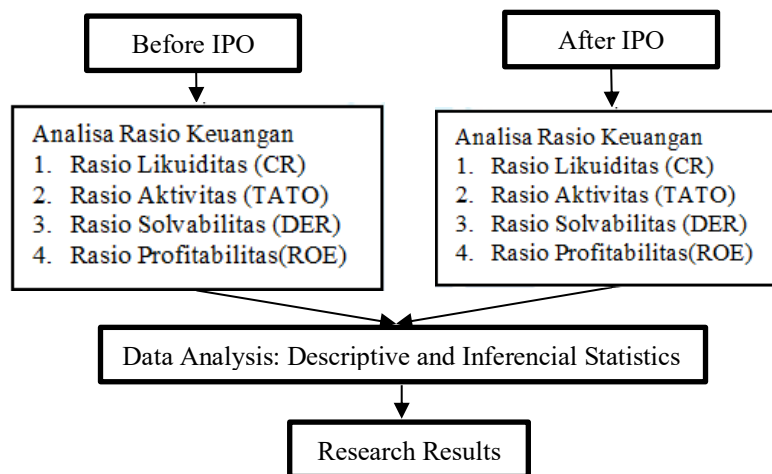 Before IPO
After IPO
Analisa Rasio Keuangan
1. Rasio Likuiditas (CR)
2. Rasio Aktivitas (TATO)
3. Rasio Solvabilitas (DER)
4. Rasio Profitabilitas(ROE)
Analisa Rasio Keuangan
1. Rasio Likuiditas (CR)
2. Rasio Aktivitas (TATO)
3. Rasio Solvabilitas (DER)
4. Rasio Profitabilitas(ROE)
Data Analysis: Descriptive and Inferencial Statistics
Research Results